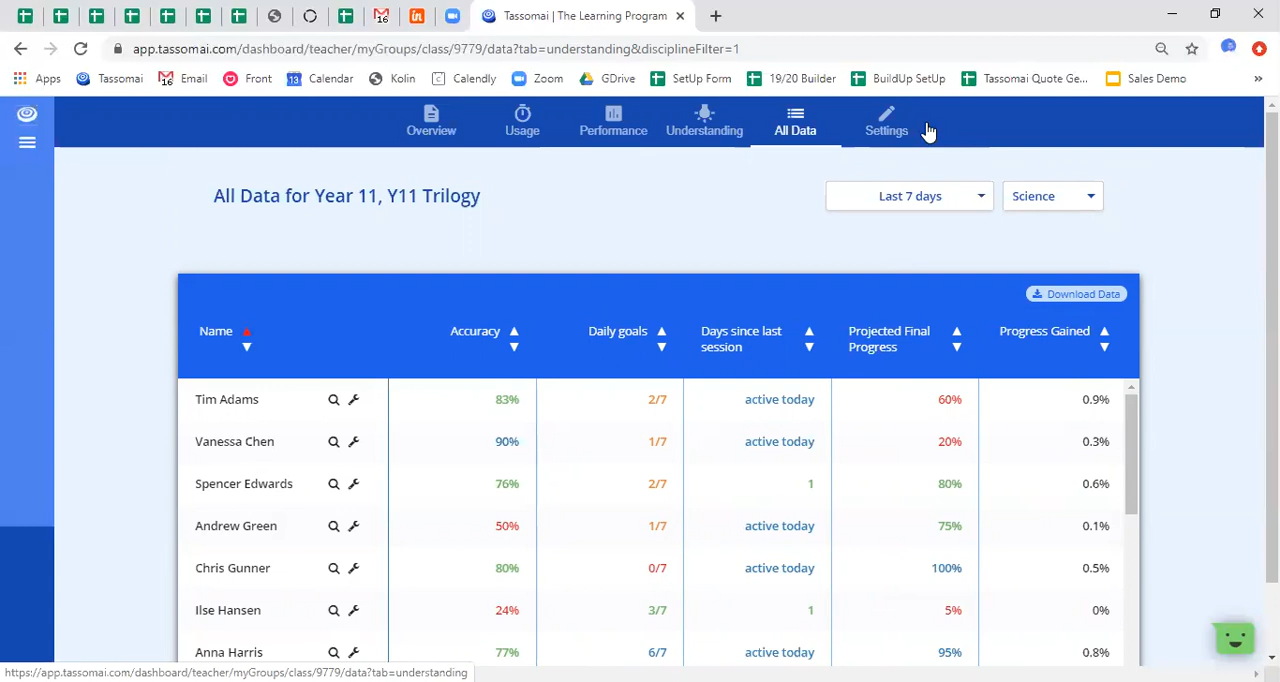 16
Tassomai | The Learning Program
app.tassomai.com/dashboard/teacher/myGroups/class/9779/data?tab=understanding&disciplineFilter=1
Apps Tassomai Email Front Calendar Kolin Calendly Zoom GDrive SetUp Form 19/20 Builder BuildUp SetUp Tassomai Quote Ge... Sales Demo »
Overview Usage Performance Understanding All Data Settings
All Data for Year 11, Y11 Trilogy
Last 7 days Science
Download Data
Name Accuracy Daily goals Days since last session Projected Final Progress Progress Gained
Tim Adams 83% 2/7 active today 60% 0.9%
Vanessa Chen 90% 1/7 active today 20% 0.3%
Spencer Edwards 76% 2/7 1 80% 0.6%
Andrew Green 50% 1/7 active today 75% 0.1%
Chris Gunner 80% 0/7 active today 100% 0.5%
Ilse Hansen 24% 3/7 1 5% 0%
Anna Harris 77% 6/7 active today 95% 0.8%
https://app.tassomai.com/dashboard/teacher/myGroups/class/9779/data?tab=understanding